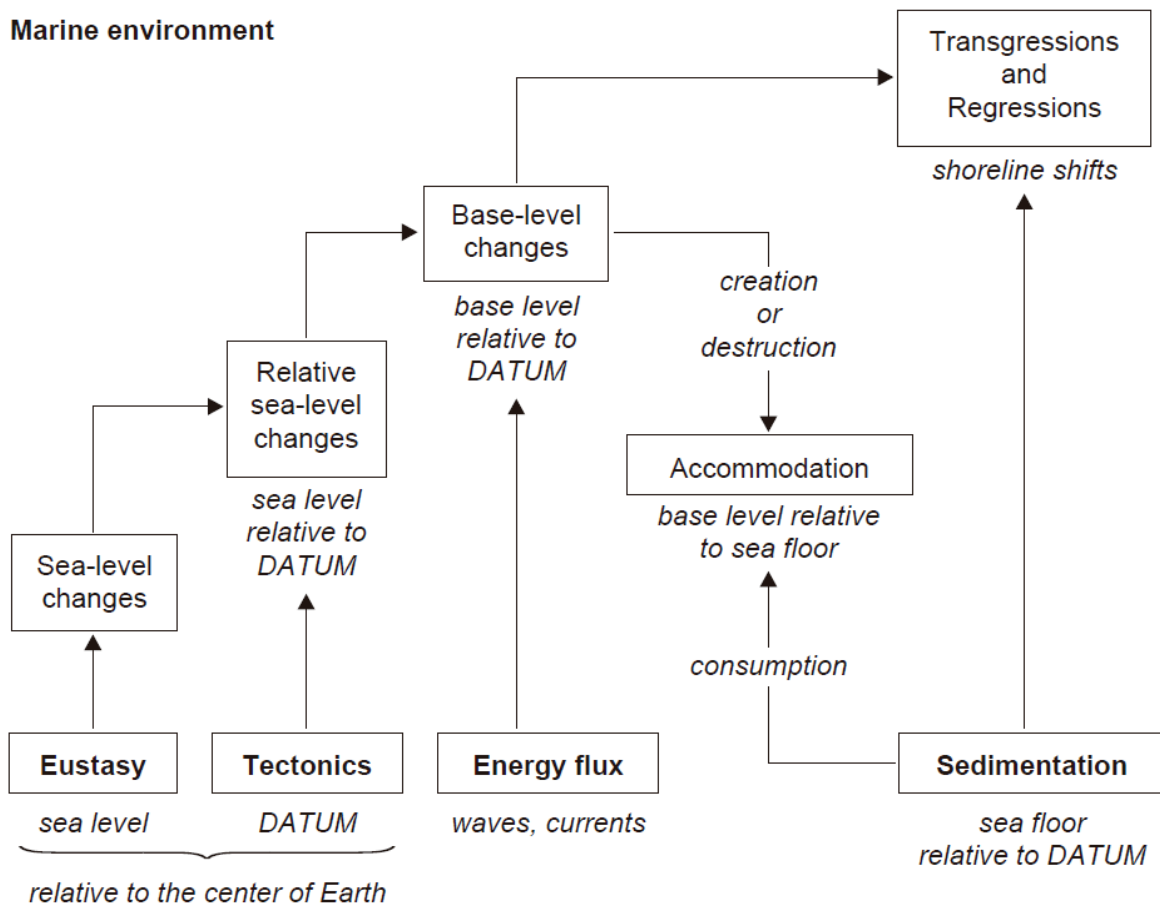 Marine environment
Transgressions
and
Regressions
shoreline shifts
Base-level
changes
base level
relative to
DATUM
creation
or
destruction
Relative
sea-level
changes
sea level
relative to
DATUM
Accommodation
base level relative
to sea floor
Sea-level
changes
consumption
Eustasy
sea level
Tectonics
DATUM
relative to the center of Earth
Energy flux
waves, currents
Sedimentation
sea floor
relative to DATUM